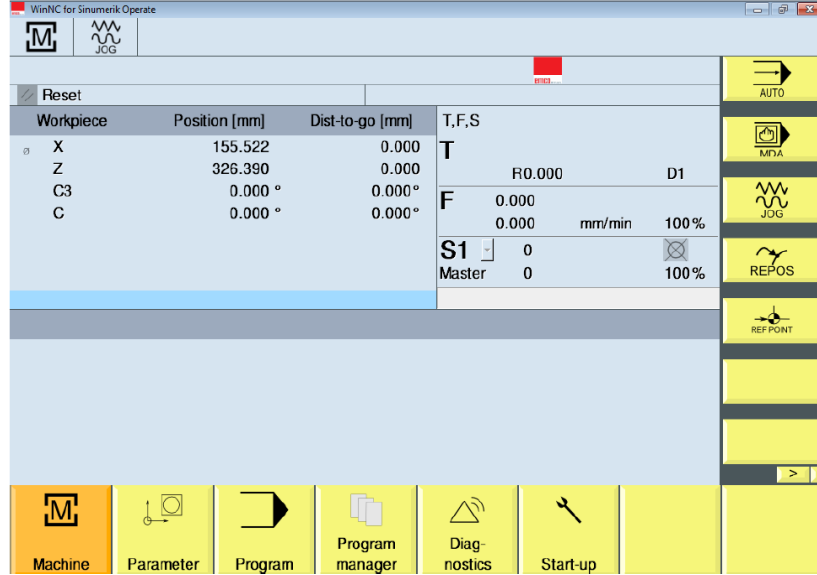 WinNC for Sinumerik Operate
M
JOG
Reset
Workpiece Position [mm] Dist-to-go [mm]
ø X 155.522 0.000
Z 326.390 0.000
C3 0.000 ° 0.000°
C 0.000 ° 0.000°
T,F,S
T
R0.000 D1
F 0.000
0.000 mm/min 100%
S1 0
Master 0 100%
AUTO
MDA
JOG
REPOS
REF POINT
>
M
Machine
Parameter
Program
Program
manager
Diag-
nostics
Start-up